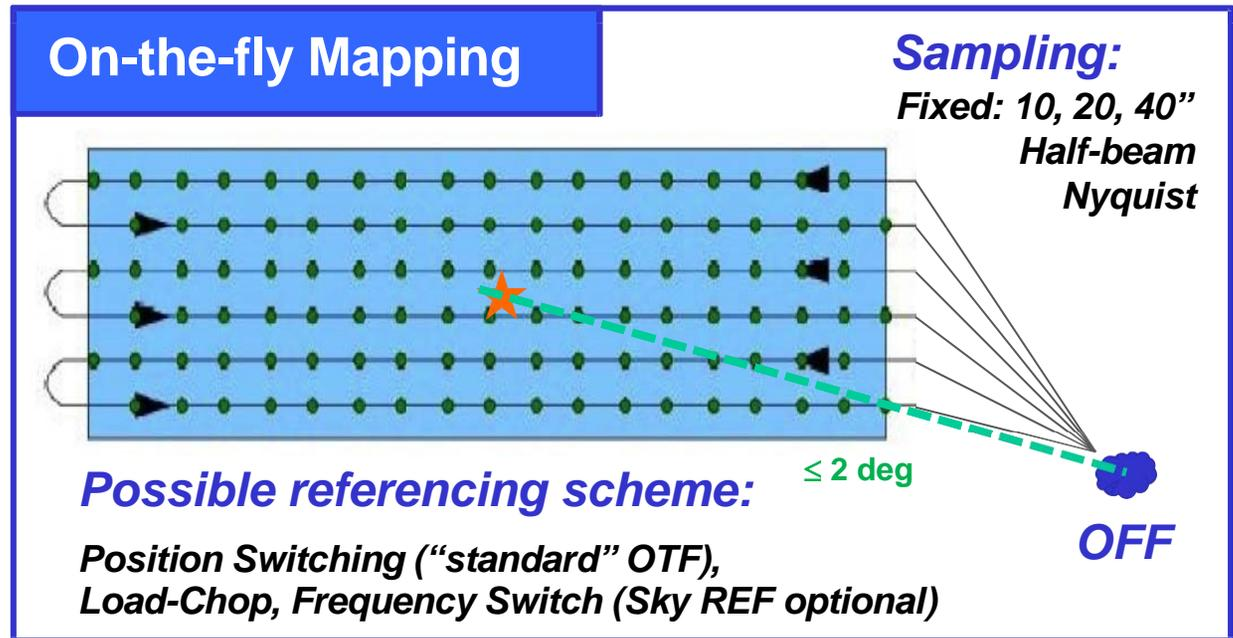 On-the-fly Mapping
Sampling:
Fixed: 10, 20, 40”
Half-beam
Nyquist
≤ 2 deg
Possible referencing scheme:
OFF
Position Switching (“standard” OTF),
Load-Chop, Frequency Switch (Sky REF optional)